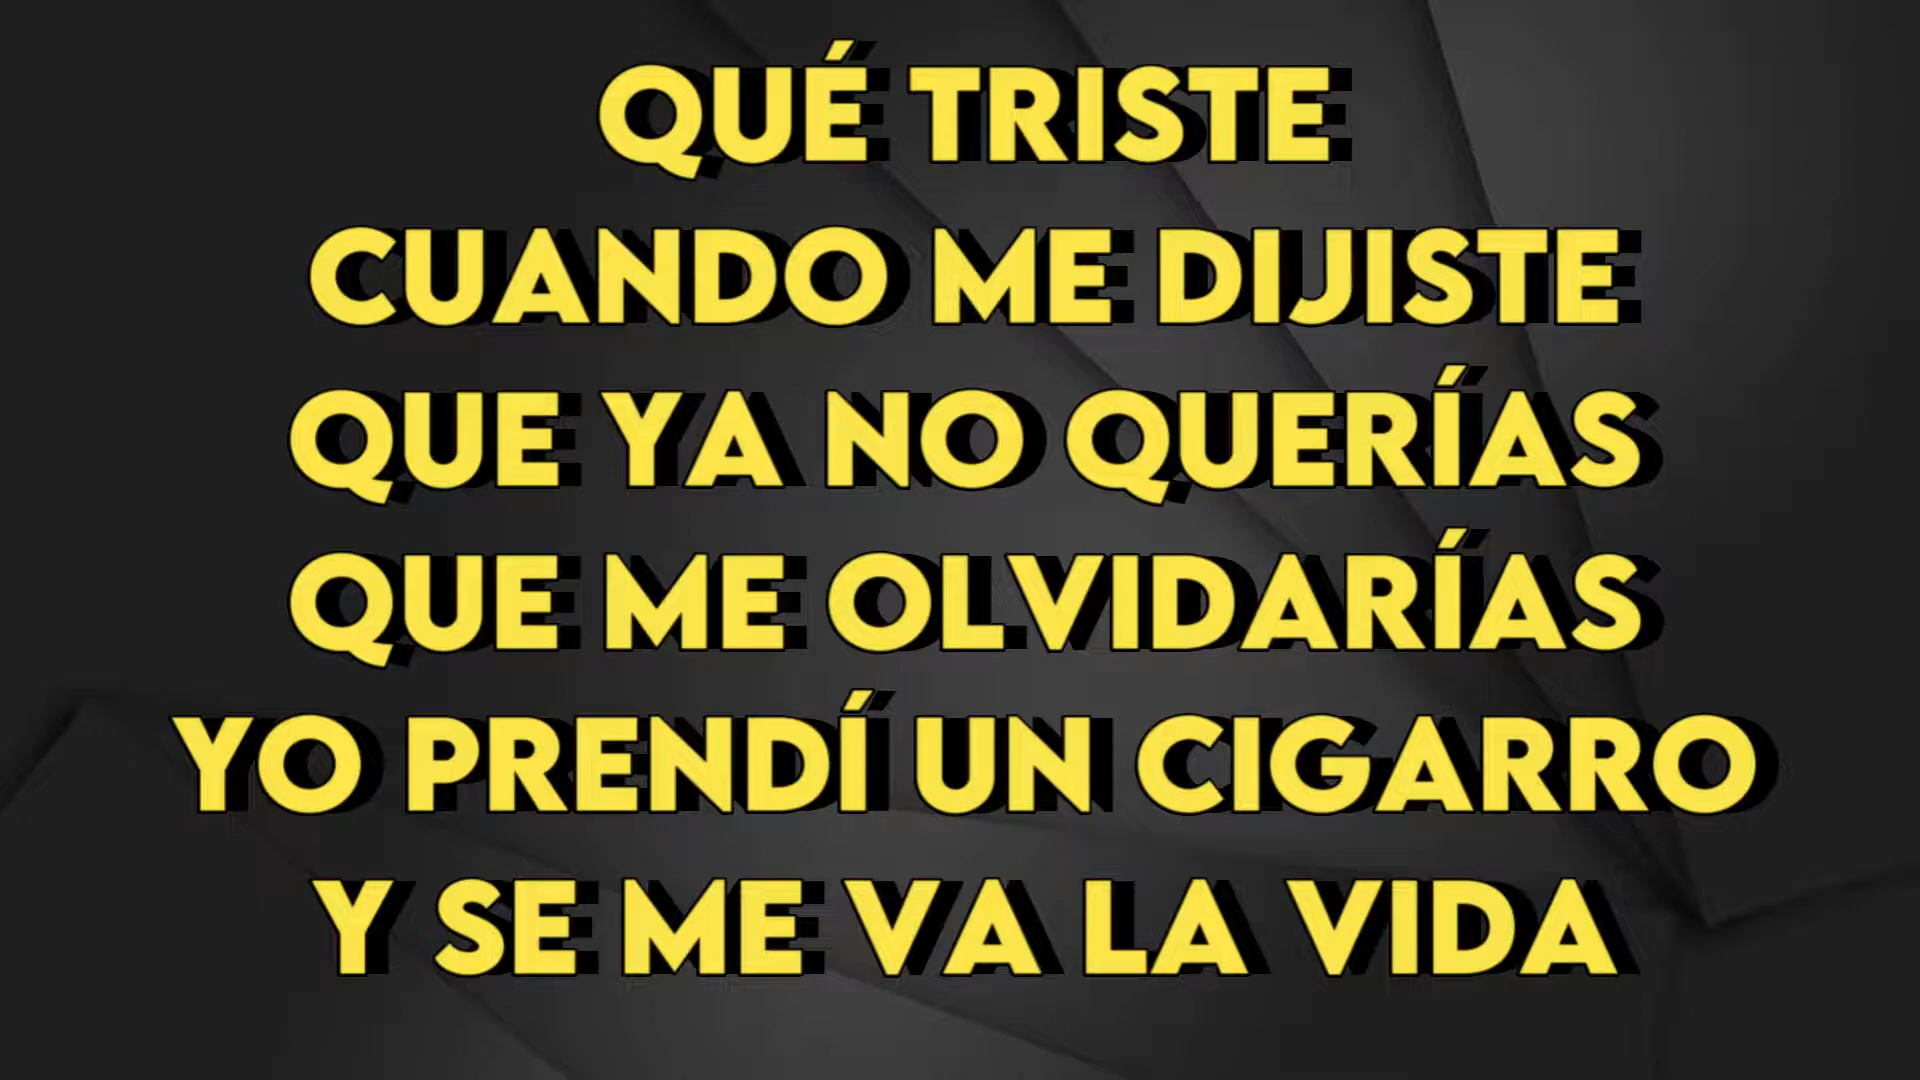 QUÉ TRISTE
CUANDO ME DIJISTE
QUE YA NO QUERÍAS
QUE ME OLVIDARÍAS
YO PRENDÍ UN CIGARRO
Y SE ME VA LA VIDA